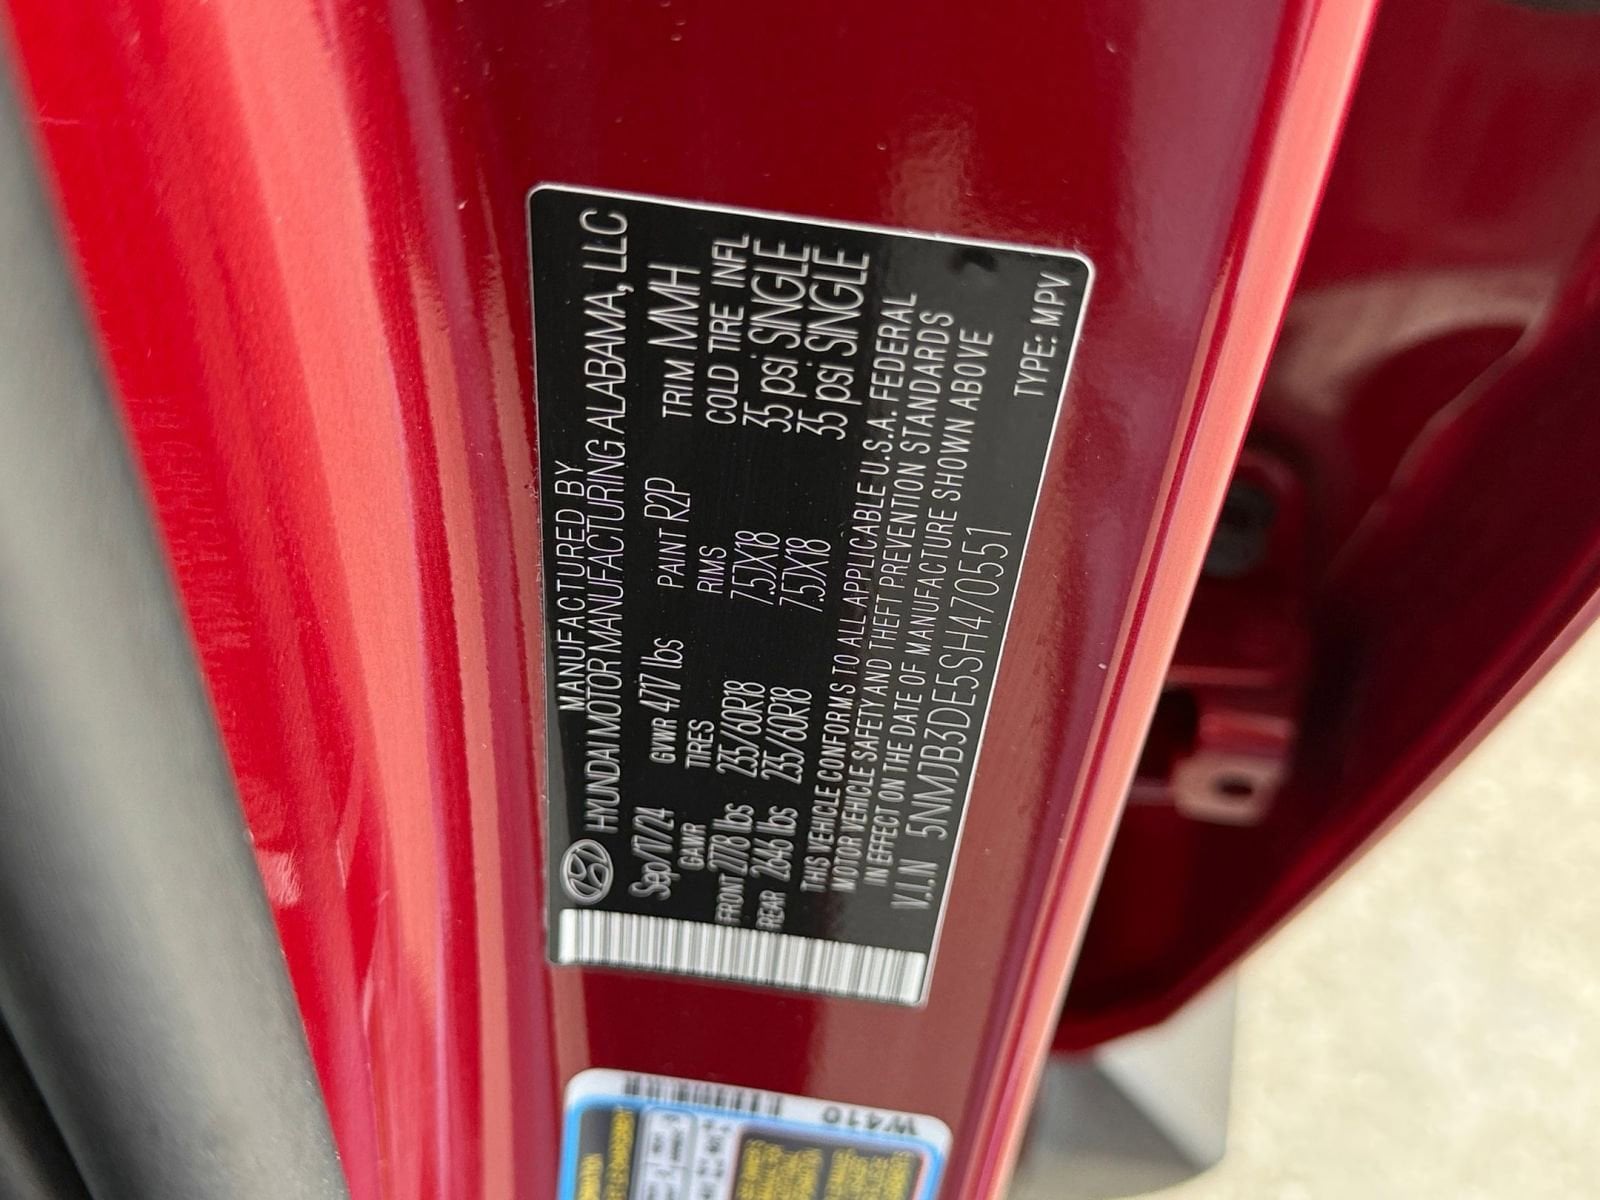 MANUFACTURED BY
HYUNDAI MOTOR MANUFACTURING ALABAMA, LLC
Sep/17/24 GVWR 4717 lbs PAINT R2P TRIM MMH
GAWR TIRES RIMS COLD TIRE INFL
FRONT 2778 lbs 235/60R18 7.5JX18 35 psi SINGLE
REAR 2646 lbs 235/60R18 7.5JX18 35 psi SINGLE
THIS VEHICLE CONFORMS TO ALL APPLICABLE U.S.A. FEDERAL
MOTOR VEHICLE SAFETY AND THEFT PREVENTION STANDARDS
IN EFFECT ON THE DATE OF MANUFACTURE SHOWN ABOVE
V.I.N 5NMJB3DE5SH470551
TYPE: MPV
W410